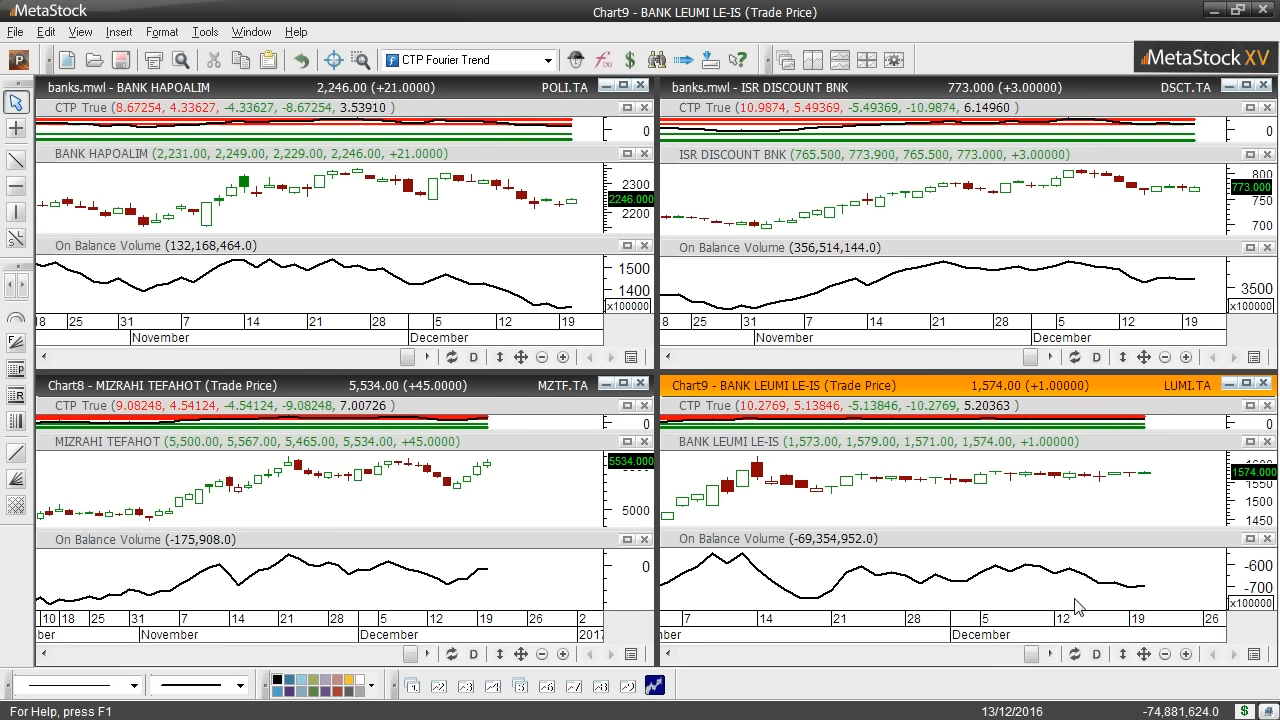 MetaStock
Chart9 - BANK LEUMI LE-IS (Trade Price)
File Edit View Insert Format Tools Window Help
CTP Fourier Trend
MetaStock XV
banks.mwl - BANK HAPOALIM 2,246.00 (+21.0000) POLI.TA
CTP True (8.67254, 4.33627, -4.33627, -8.67254, 3.53910 )
0
BANK HAPOALIM (2,231.00, 2,249.00, 2,229.00, 2,246.00, +21.0000)
2300
2246.000
2200
On Balance Volume (132,168,464.0)
1500
1400
x100000
18 25 31 7 14 21 28 5 12 19
November December
D
banks.mwl - ISR DISCOUNT BNK 773.000 (+3.00000) DSCT.TA
CTP True (10.9874, 5.49369, -5.49369, -10.9874, 6.14960 )
0
ISR DISCOUNT BNK (765.500, 773.900, 765.500, 773.000, +3.00000)
800
773.000
750
700
On Balance Volume (356,514,144.0)
3500
x100000
8 25 31 7 14 21 28 5 12 19
November December
D
Chart8 - MIZRAHI TEFAHOT (Trade Price) 5,534.00 (+45.0000) MZTF.TA
CTP True (9.08248, 4.54124, -4.54124, -9.08248, 7.00726 )
0
MIZRAHI TEFAHOT (5,500.00, 5,567.00, 5,465.00, 5,534.00, +45.0000)
5534.000
5000
On Balance Volume (-175,908.0)
0
10 18 25 31 7 14 21 28 5 12 19 26 2
ber November December 2017
D
Chart9 - BANK LEUMI LE-IS (Trade Price) 1,574.00 (+1.00000) LUMI.TA
CTP True (10.2769, 5.13846, -5.13846, -10.2769, 5.20363 )
0
BANK LEUMI LE-IS (1,573.00, 1,579.00, 1,571.00, 1,574.00, +1.00000)
1574.000
1550
1500
1450
On Balance Volume (-69,354,952.0)
-600
-700
x100000
7 14 21 28 5 12 19 26
mber December
D
For Help, press F1 13/12/2016 -74,881,624.0